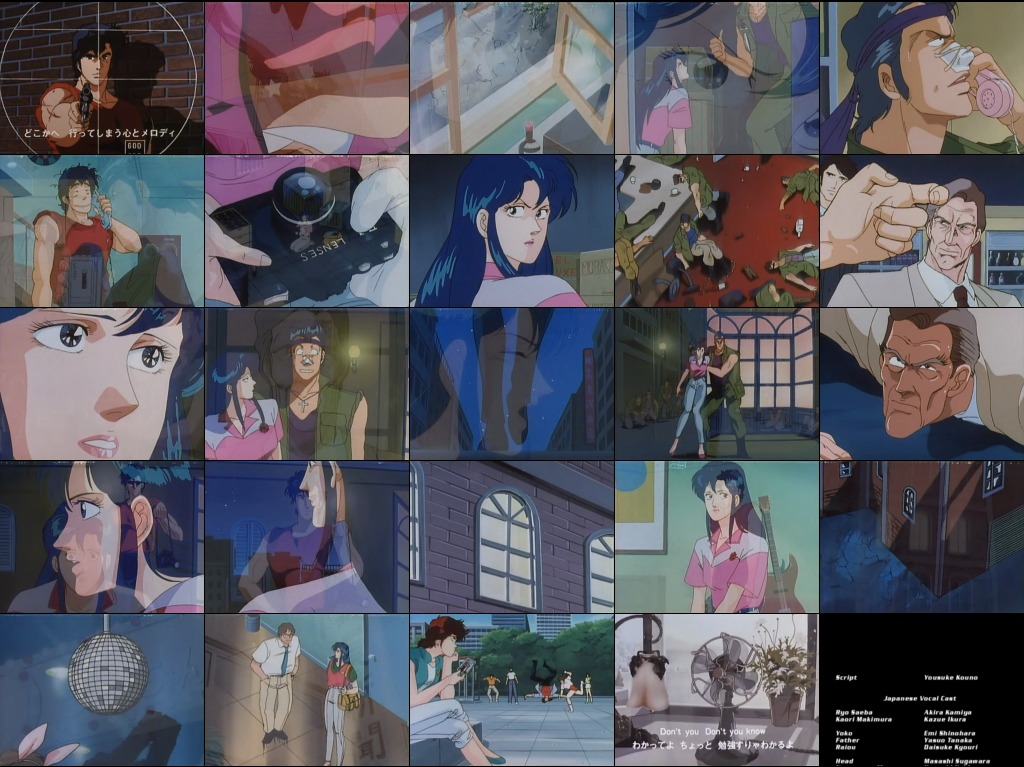 どこかへ 行ってしまう心とメロディ
GOD
LENSES
Don't you Don't you know
わかってよ ちょっと 勉強すりゃわかるよ
Script Yousuke Kouno
Japanese Vocal Cast
Ryo Saeba Akira Kamiya
Kaori Makimura Kazue Ikura
Yoko Emi Shinohara
Father Yasuo Tanaka
Raiou Daisuke Kyouri
Head Masashi Sugawara